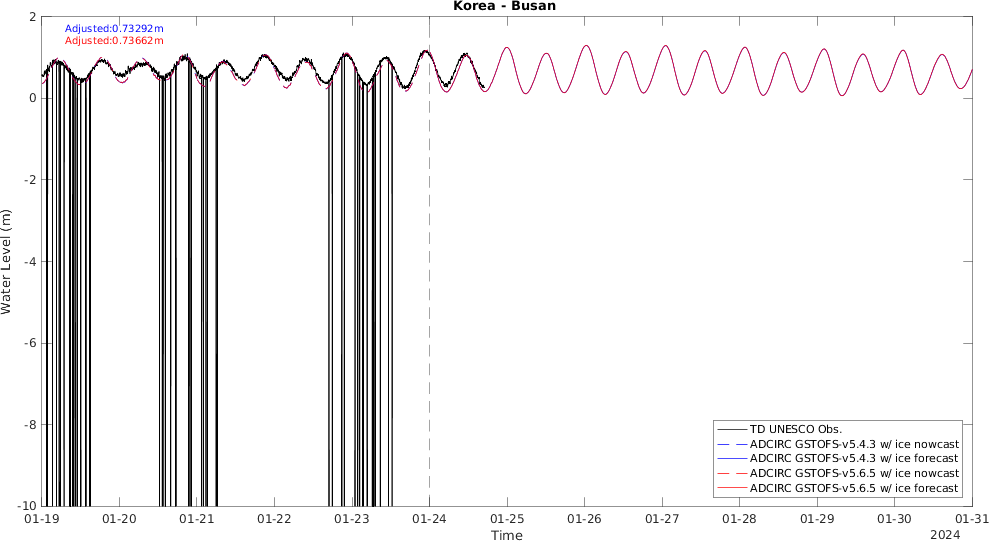 Korea - Busan
Adjusted:0.73292m
Adjusted:0.73662m
2
0
-2
-4
-6
-8
-10
Water Level (m)
TD UNESCO Obs.
ADCIRC GSTOFS-v5.4.3 w/ ice nowcast
ADCIRC GSTOFS-v5.4.3 w/ ice forecast
ADCIRC GSTOFS-v5.6.5 w/ ice nowcast
ADCIRC GSTOFS-v5.6.5 w/ ice forecast
01-19 01-20 01-21 01-22 01-23 01-24 01-25 01-26 01-27 01-28 01-29 01-30 01-31
Time
2024